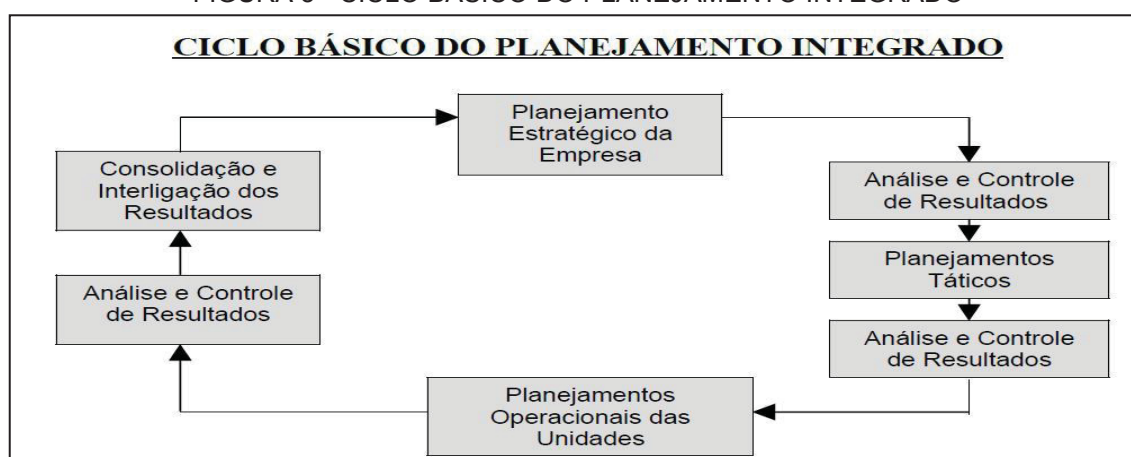 CICLO BÁSICO DO PLANEJAMENTO INTEGRADO
Planejamento
Estratégico da
Empresa
Análise e Controle
de Resultados
Planejamentos
Táticos
Análise e Controle
de Resultados
Planejamentos
Operacionais das
Unidades
Análise e Controle
de Resultados
Consolidação e
Interligação dos
Resultados